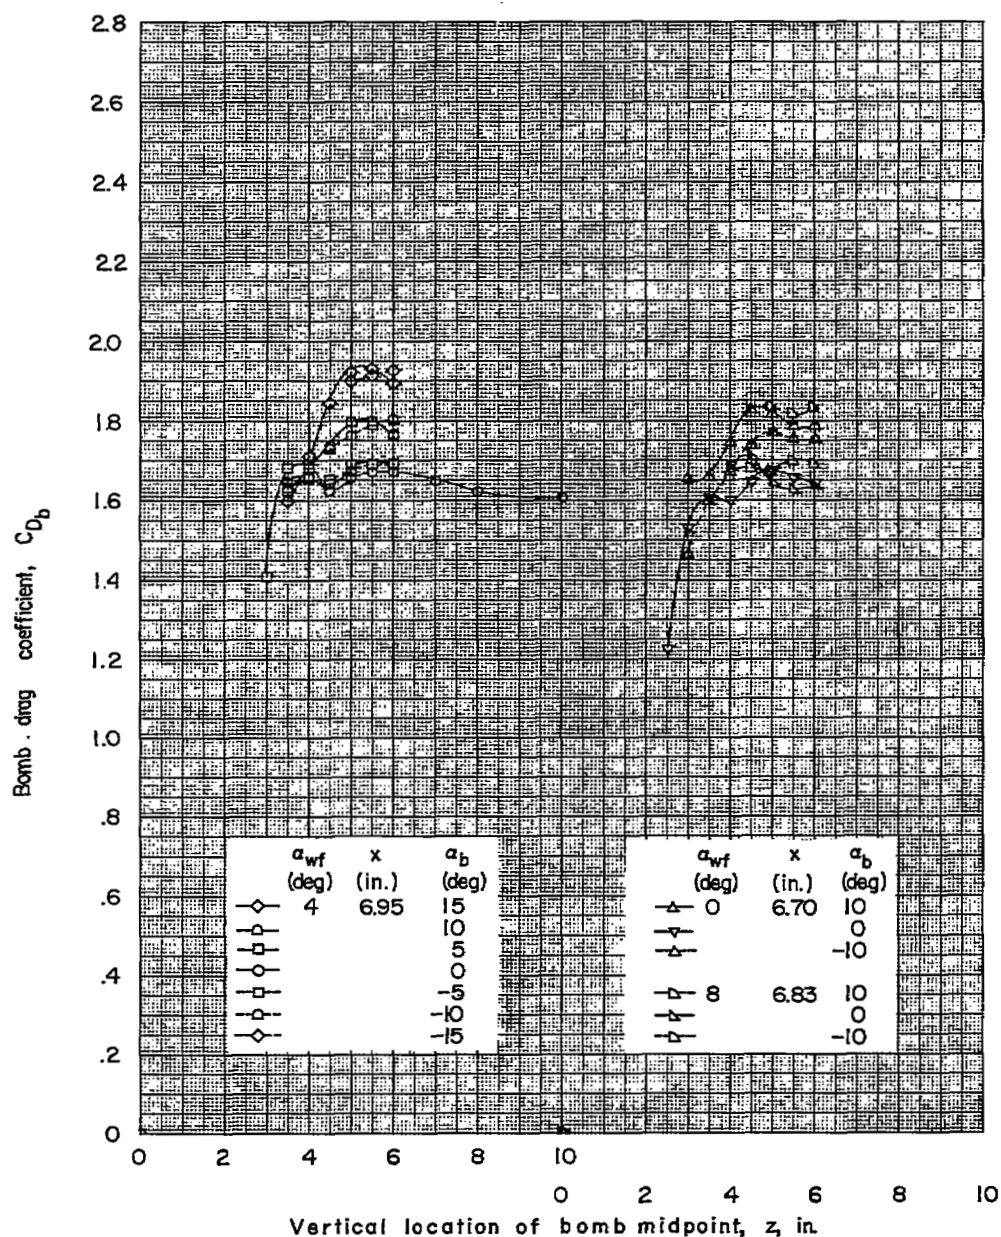 2.8
2.6
2.4
2.2
2.0
1.8
1.6
1.4
1.2
1.0
.8
.6
.4
.2
0
Bomb. drag coefficient, C_{D_b}
α_{wf} x α_b
(deg) (in.) (deg)
4 6.95 15
10
5
0
-5
-10
-15
α_{wf} x α_b
(deg) (in.) (deg)
0 6.70 10
0
-10
8 6.83 10
0
-10
0 2 4 6 8 10
0 2 4 6 8 10
Vertical location of bomb midpoint, z, in.